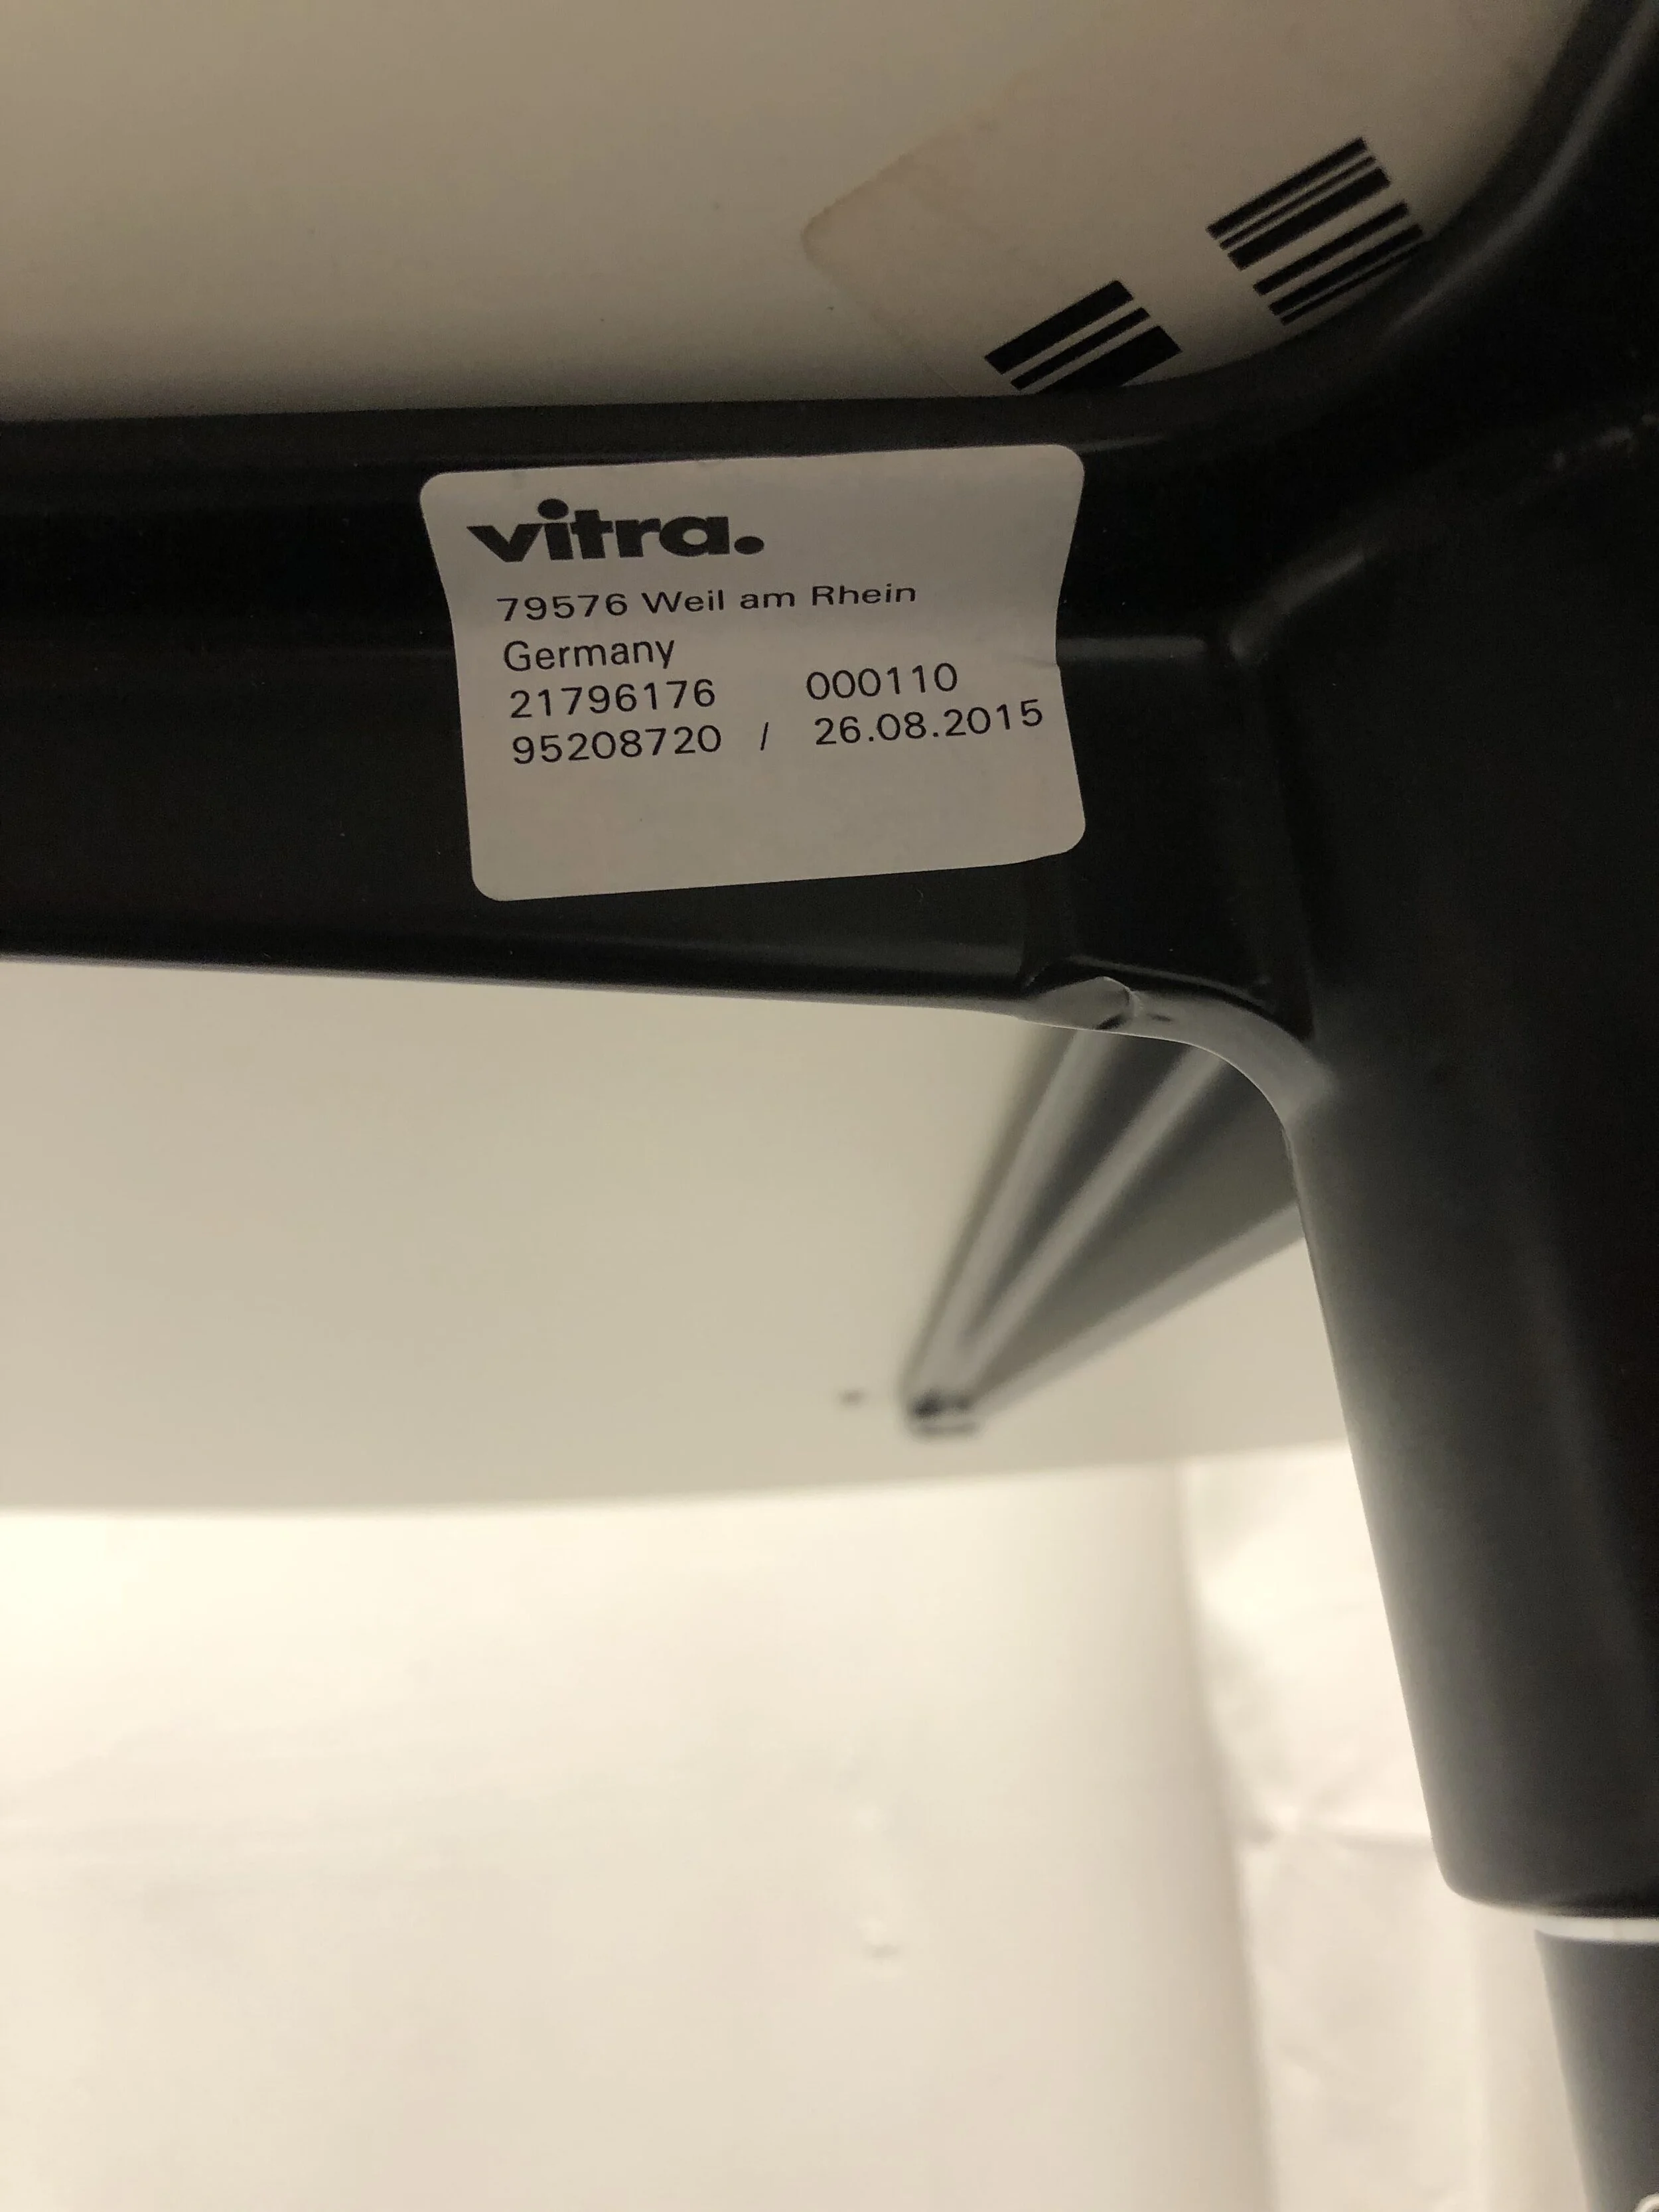 vitra.
79576 Weil am Rhein
Germany
21796176 000110
95208720 / 26.08.2015